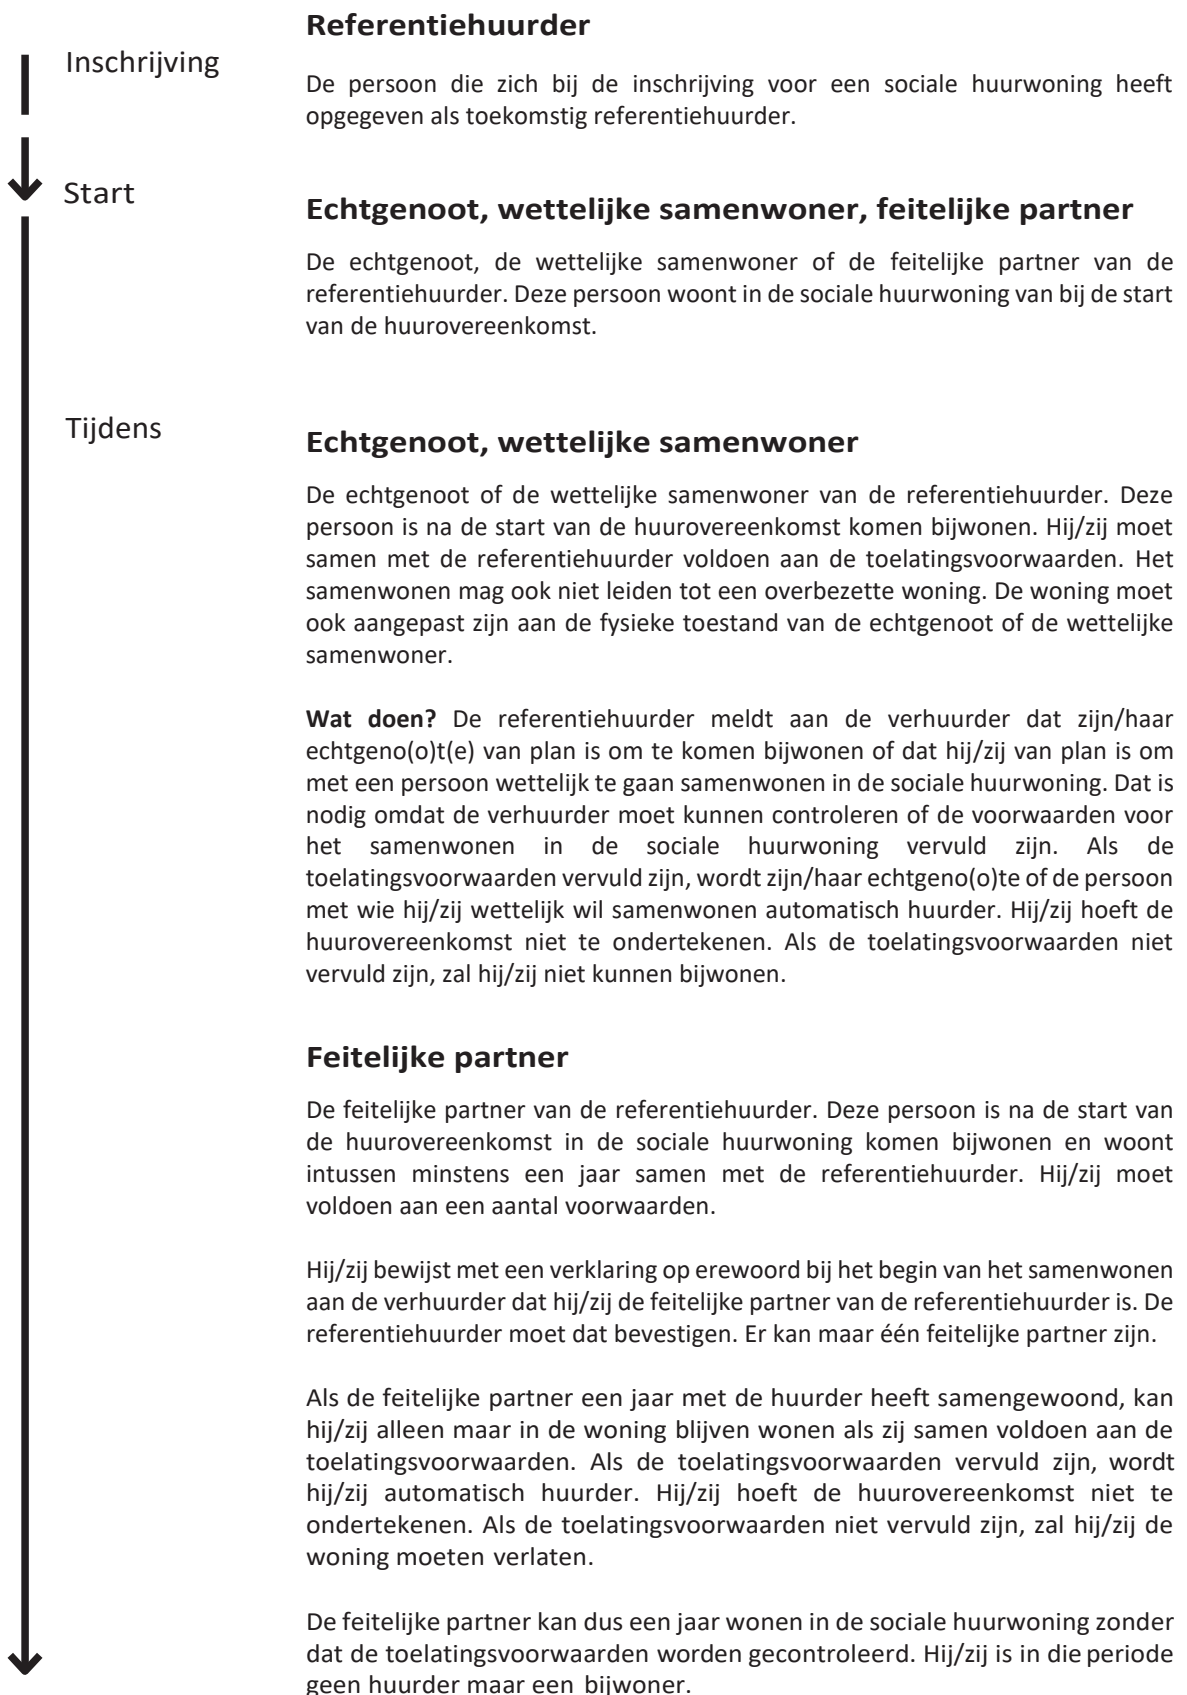 Inschrijving
Referentiehuurder
De persoon die zich bij de inschrijving voor een sociale huurwoning heeft
opgegeven als toekomstig referentiehuurder.
Start
Echtgenoot, wettelijke samenwoner, feitelijke partner
De echtgenoot, de wettelijke samenwoner of de feitelijke partner van de
referentiehuurder. Deze persoon woont in de sociale huurwoning van bij de start
van de huurovereenkomst.
Tijdens
Echtgenoot, wettelijke samenwoner
De echtgenoot of de wettelijke samenwoner van de referentiehuurder. Deze
persoon is na de start van de huurovereenkomst komen bijwonen. Hij/zij moet
samen met de referentiehuurder voldoen aan de toelatingsvoorwaarden. Het
samenwonen mag ook niet leiden tot een overbezette woning. De woning moet
ook aangepast zijn aan de fysieke toestand van de echtgenoot of de wettelijke
samenwoner.
Wat doen? De referentiehuurder meldt aan de verhuurder dat zijn/haar
echtgeno(o)t(e) van plan is om te komen bijwonen of dat hij/zij van plan is om
met een persoon wettelijk te gaan samenwonen in de sociale huurwoning. Dat is
nodig omdat de verhuurder moet kunnen controleren of de voorwaarden voor
het samenwonen in de sociale huurwoning vervuld zijn. Als de
toelatingsvoorwaarden vervuld zijn, wordt zijn/haar echtgeno(o)te of de persoon
met wie hij/zij wettelijk wil samenwonen automatisch huurder. Hij/zij hoeft de
huurovereenkomst niet te ondertekenen. Als de toelatingsvoorwaarden niet
vervuld zijn, zal hij/zij niet kunnen bijwonen.
Feitelijke partner
De feitelijke partner van de referentiehuurder. Deze persoon is na de start van
de huurovereenkomst in de sociale huurwoning komen bijwonen en woont
intussen minstens een jaar samen met de referentiehuurder. Hij/zij moet
voldoen aan een aantal voorwaarden.
Hij/zij bewijst met een verklaring op erewoord bij het begin van het samenwonen
aan de verhuurder dat hij/zij de feitelijke partner van de referentiehuurder is. De
referentiehuurder moet dat bevestigen. Er kan maar één feitelijke partner zijn.
Als de feitelijke partner een jaar met de huurder heeft samengewoond, kan
hij/zij alleen maar in de woning blijven wonen als zij samen voldoen aan de
toelatingsvoorwaarden. Als de toelatingsvoorwaarden vervuld zijn, wordt
hij/zij automatisch huurder. Hij/zij hoeft de huurovereenkomst niet te
ondertekenen. Als de toelatingsvoorwaarden niet vervuld zijn, zal hij/zij de
woning moeten verlaten.
De feitelijke partner kan dus een jaar wonen in de sociale huurwoning zonder
dat de toelatingsvoorwaarden worden gecontroleerd. Hij/zij is in die periode
geen huurder maar een bijwoner.